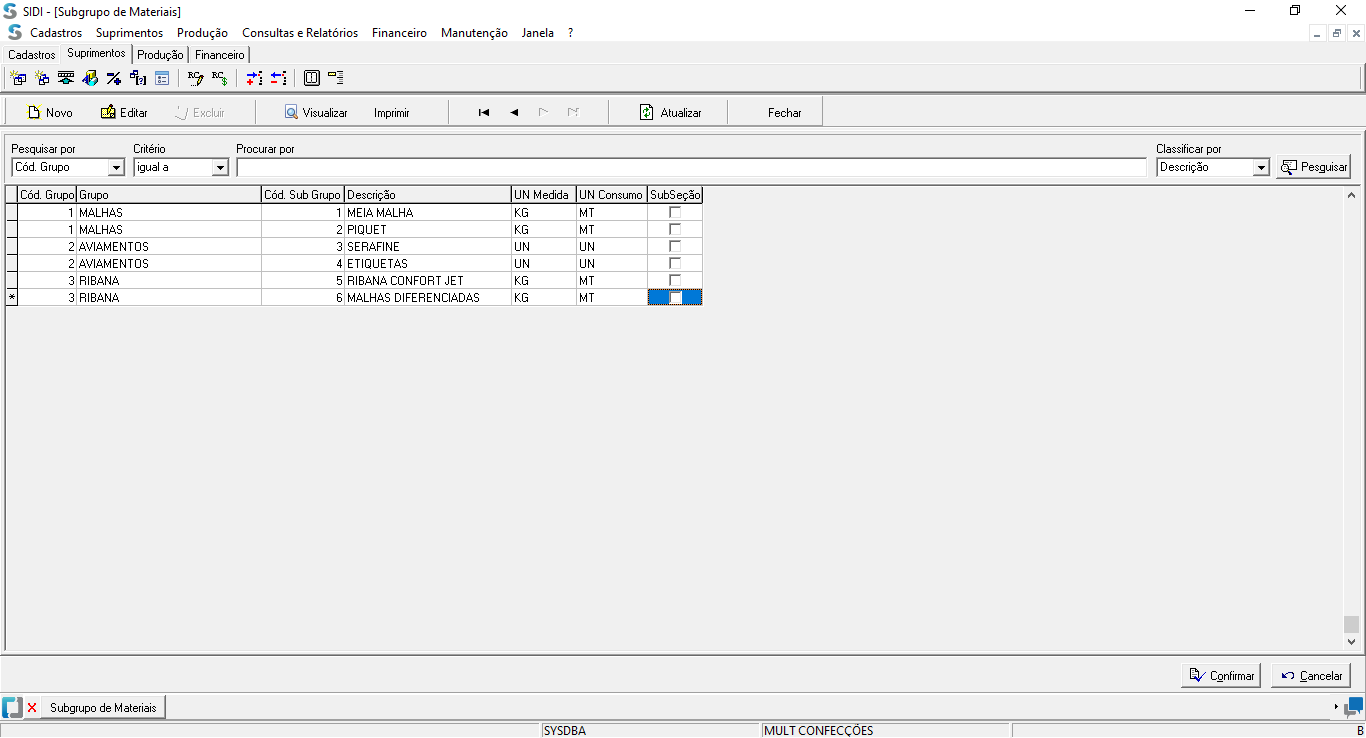 SIDI - [Subgrupo de Materiais]
Cadastros Suprimentos Produção Consultas e Relatórios Financeiro Manutenção Janela ?
Cadastros Suprimentos Produção Financeiro
Novo Editar Excluir Visualizar Imprimir Atualizar Fechar
Pesquisar por Critério Procurar por Classificar por
Cód. Grupo igual a Descrição Pesquisar
Cód. Grupo Grupo Cód. Sub Grupo Descrição UN Medida UN Consumo SubSeção
1 MALHAS 1 MEIA MALHA KG MT
1 MALHAS 2 PIQUET KG MT
2 AVIAMENTOS 3 SERAFINE UN UN
2 AVIAMENTOS 4 ETIQUETAS UN UN
3 RIBANA 5 RIBANA CONFORT JET KG MT
* 3 RIBANA 6 MALHAS DIFERENCIADAS KG MT
Confirmar Cancelar
Subgrupo de Materiais
SYSDBA MULT CONFECÇÕES B